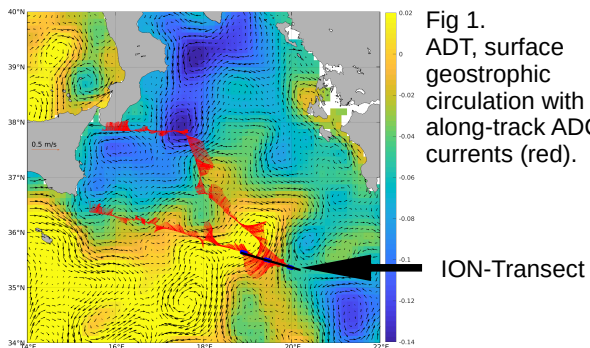 40°N
39°N
38°N
37°N
36°N
35°N
34°N
0.5 m/s
14°E
16°E
18°E
20°E
22°E
0.02
0
-0.02
-0.04
-0.06
-0.08
-0.1
-0.12
-0.14
Fig 1.
ADT, surface
geostrophic
circulation with
along-track ADC
currents (red).
ION-Transect